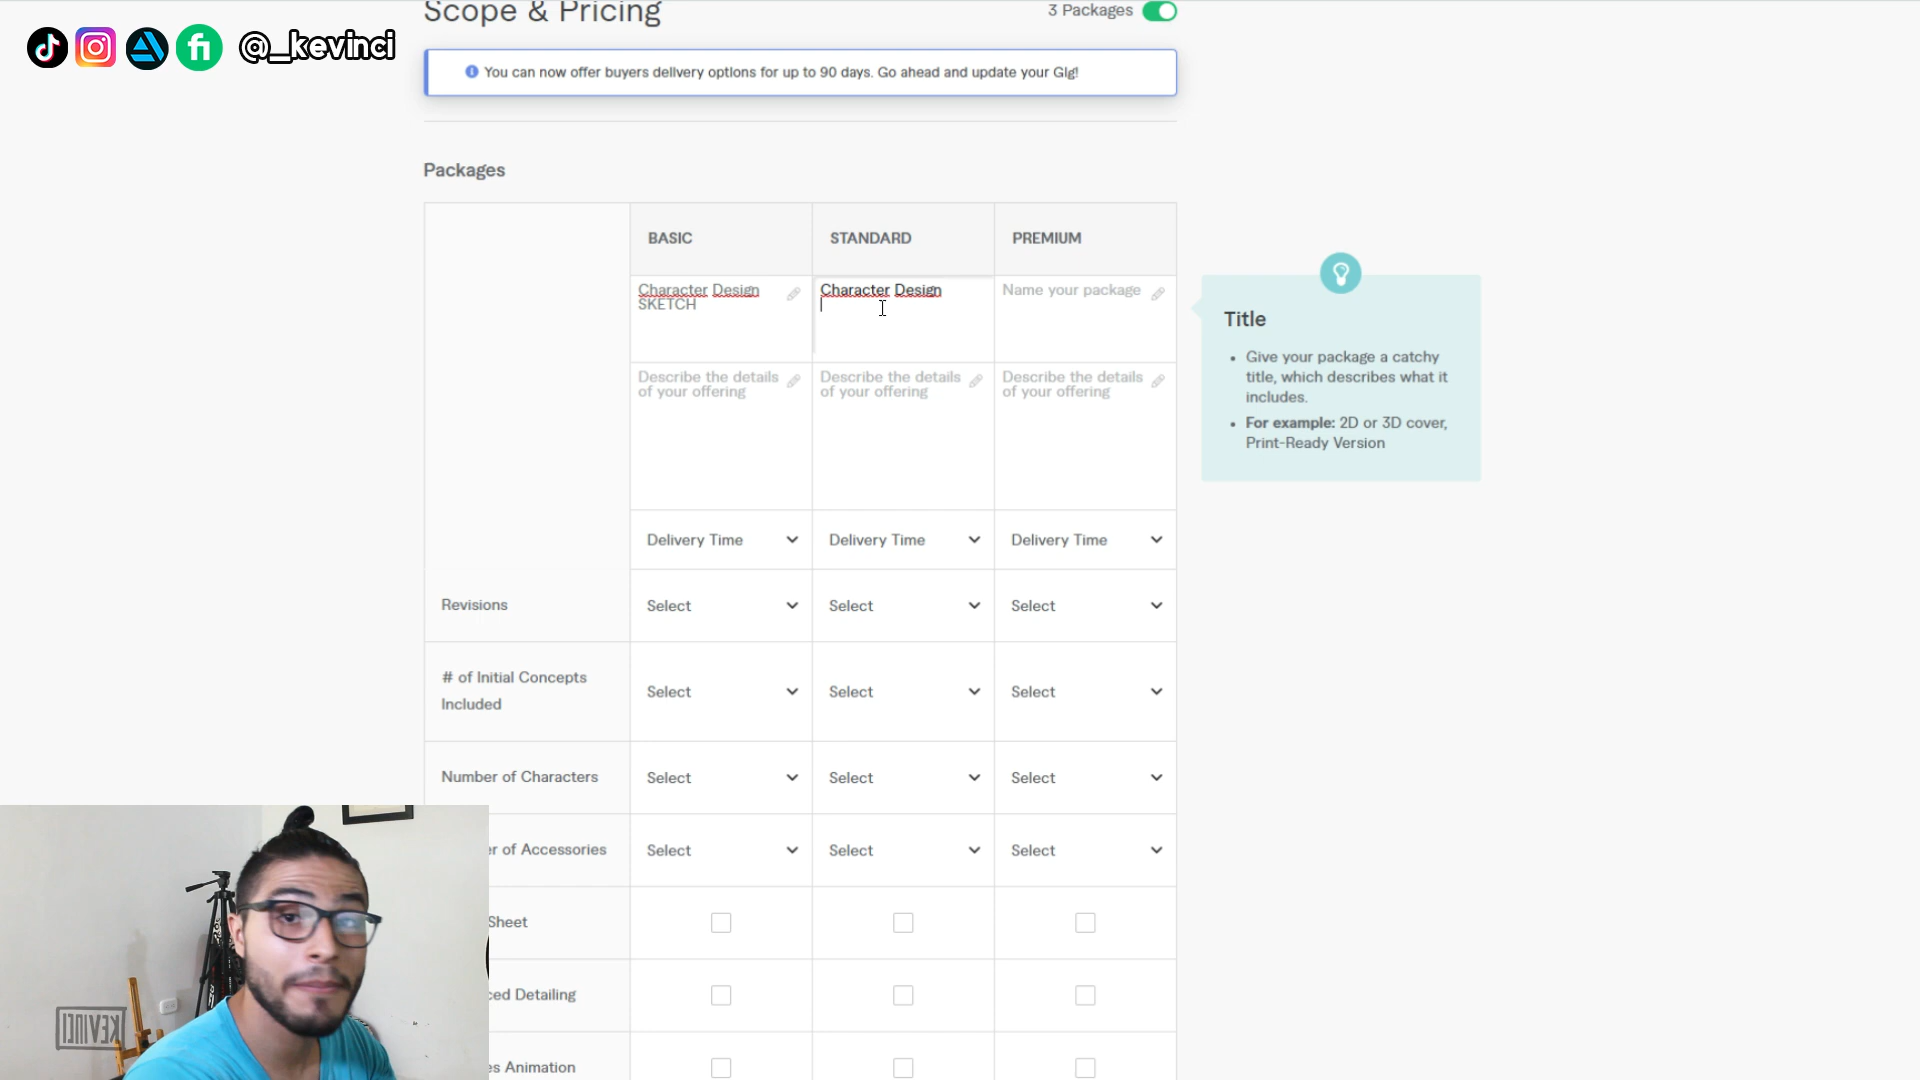 Scope & Pricing
3 Packages
@_kevinci
You can now offer buyers delivery options for up to 90 days. Go ahead and update your Gig!
Packages
BASIC
STANDARD
PREMIUM
Character Design
SKETCH
Character Design
Name your package
Describe the details
of your offering
Describe the details
of your offering
Describe the details
of your offering
Title
Give your package a catchy
title, which describes what it
includes.
For example: 2D or 3D cover,
Print-Ready Version
Delivery Time
Delivery Time
Delivery Time
Revisions
Select
Select
Select
# of Initial Concepts
Included
Select
Select
Select
Number of Characters
Select
Select
Select
er of Accessories
Select
Select
Select
Sheet
ced Detailing
es Animation
KEVINCI